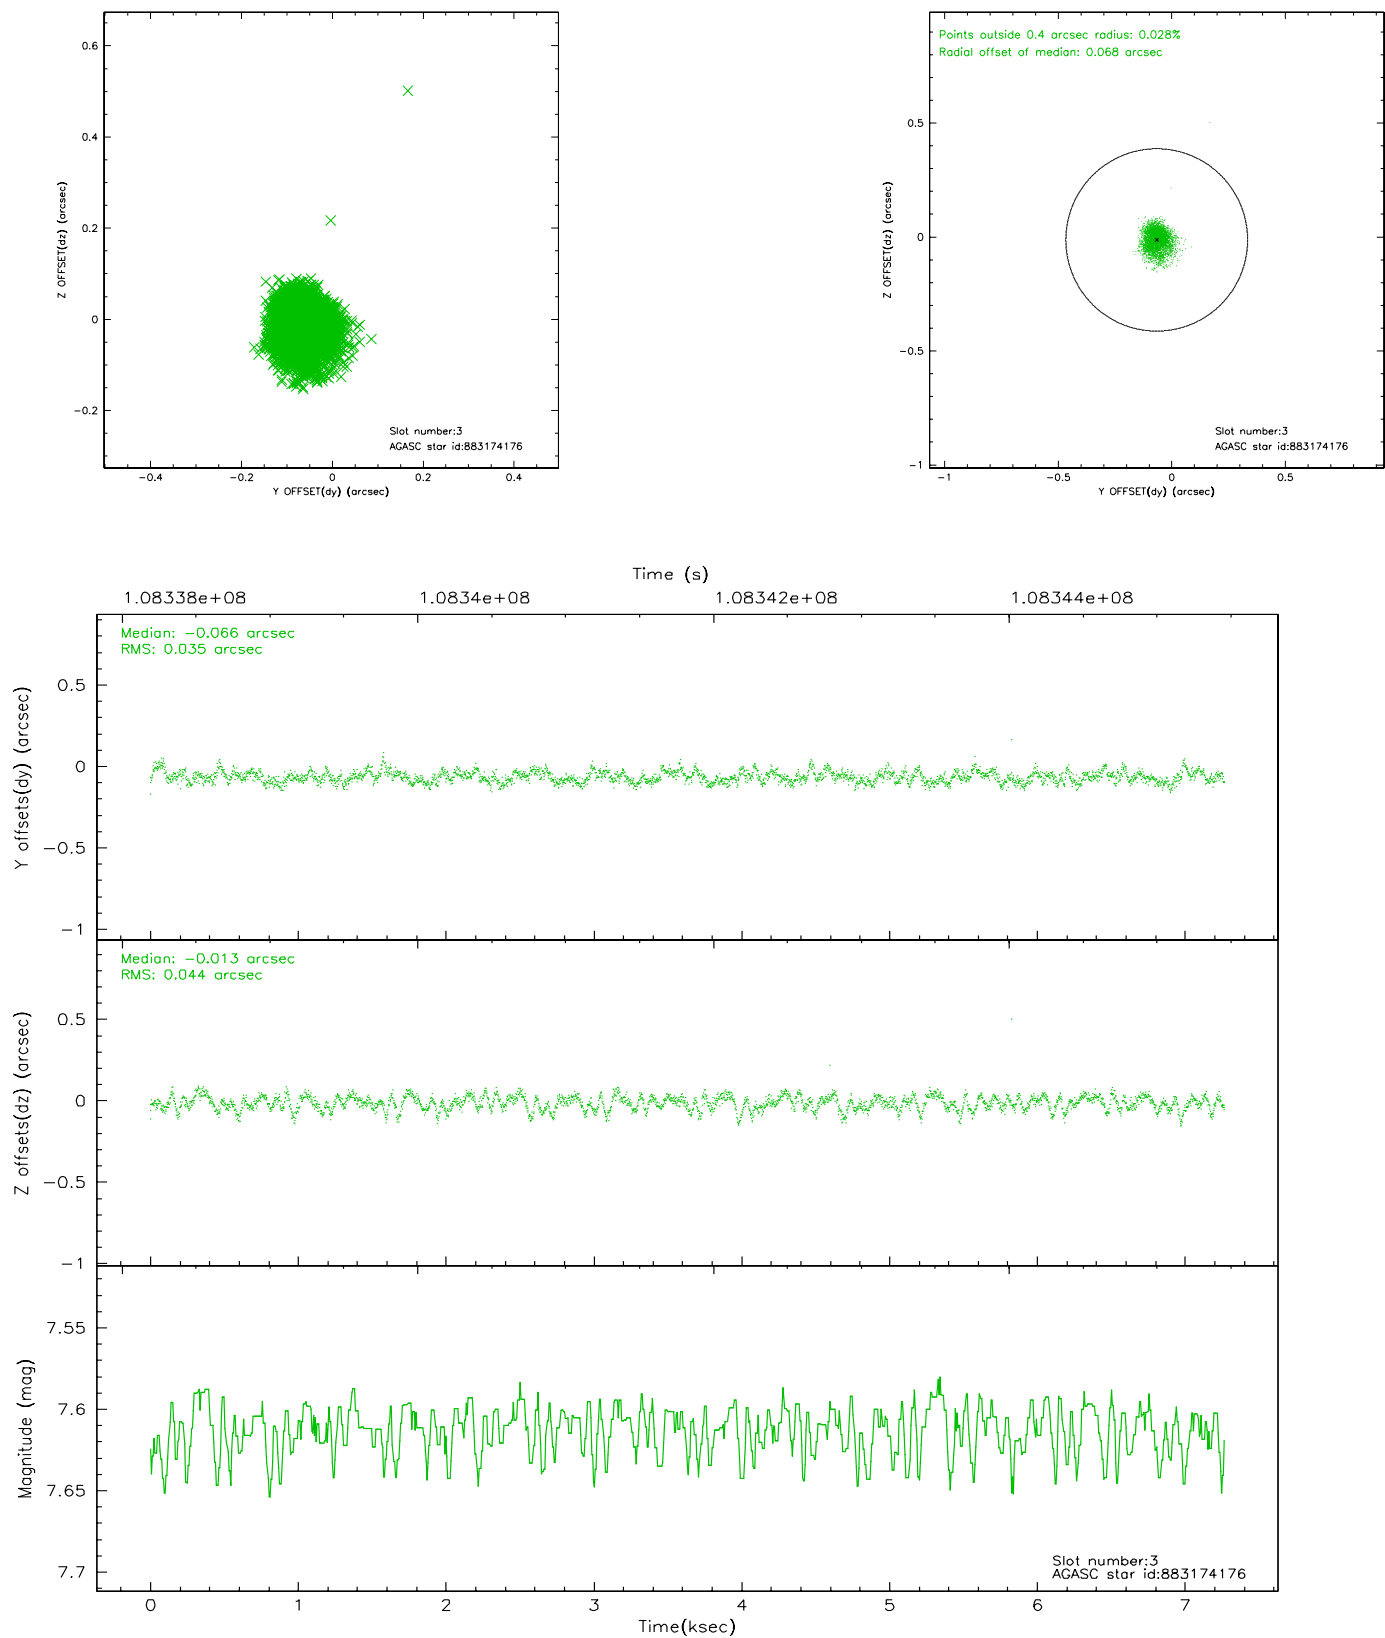 0.6
0.4
0.2
0
−0.2
Z OFFSET(dz) (arcsec)
−0.4
−0.2
0
0.2
0.4
Y OFFSET(dy) (arcsec)
Slot number:3
AGASC star id:883174176
Points outside 0.4 arcsec radius: 0.028%
Radial offset of median: 0.068 arcsec
0.5
0
−0.5
−1
Z OFFSET(dz) (arcsec)
−1
−0.5
0
0.5
Y OFFSET(dy) (arcsec)
Slot number:3
AGASC star id:883174176
Time (s)
1.08338e+08
1.0834e+08
1.08342e+08
1.08344e+08
Median: −0.066 arcsec
RMS: 0.035 arcsec
0.5
0
−0.5
−1
Y offsets(dy) (arcsec)
Median: −0.013 arcsec
RMS: 0.044 arcsec
0.5
0
−0.5
−1
Z offsets(dz) (arcsec)
7.55
7.6
7.65
7.7
Magnitude (mag)
Slot number:3
AGASC star id:883174176
0
1
2
3
4
5
6
7
Time(ksec)